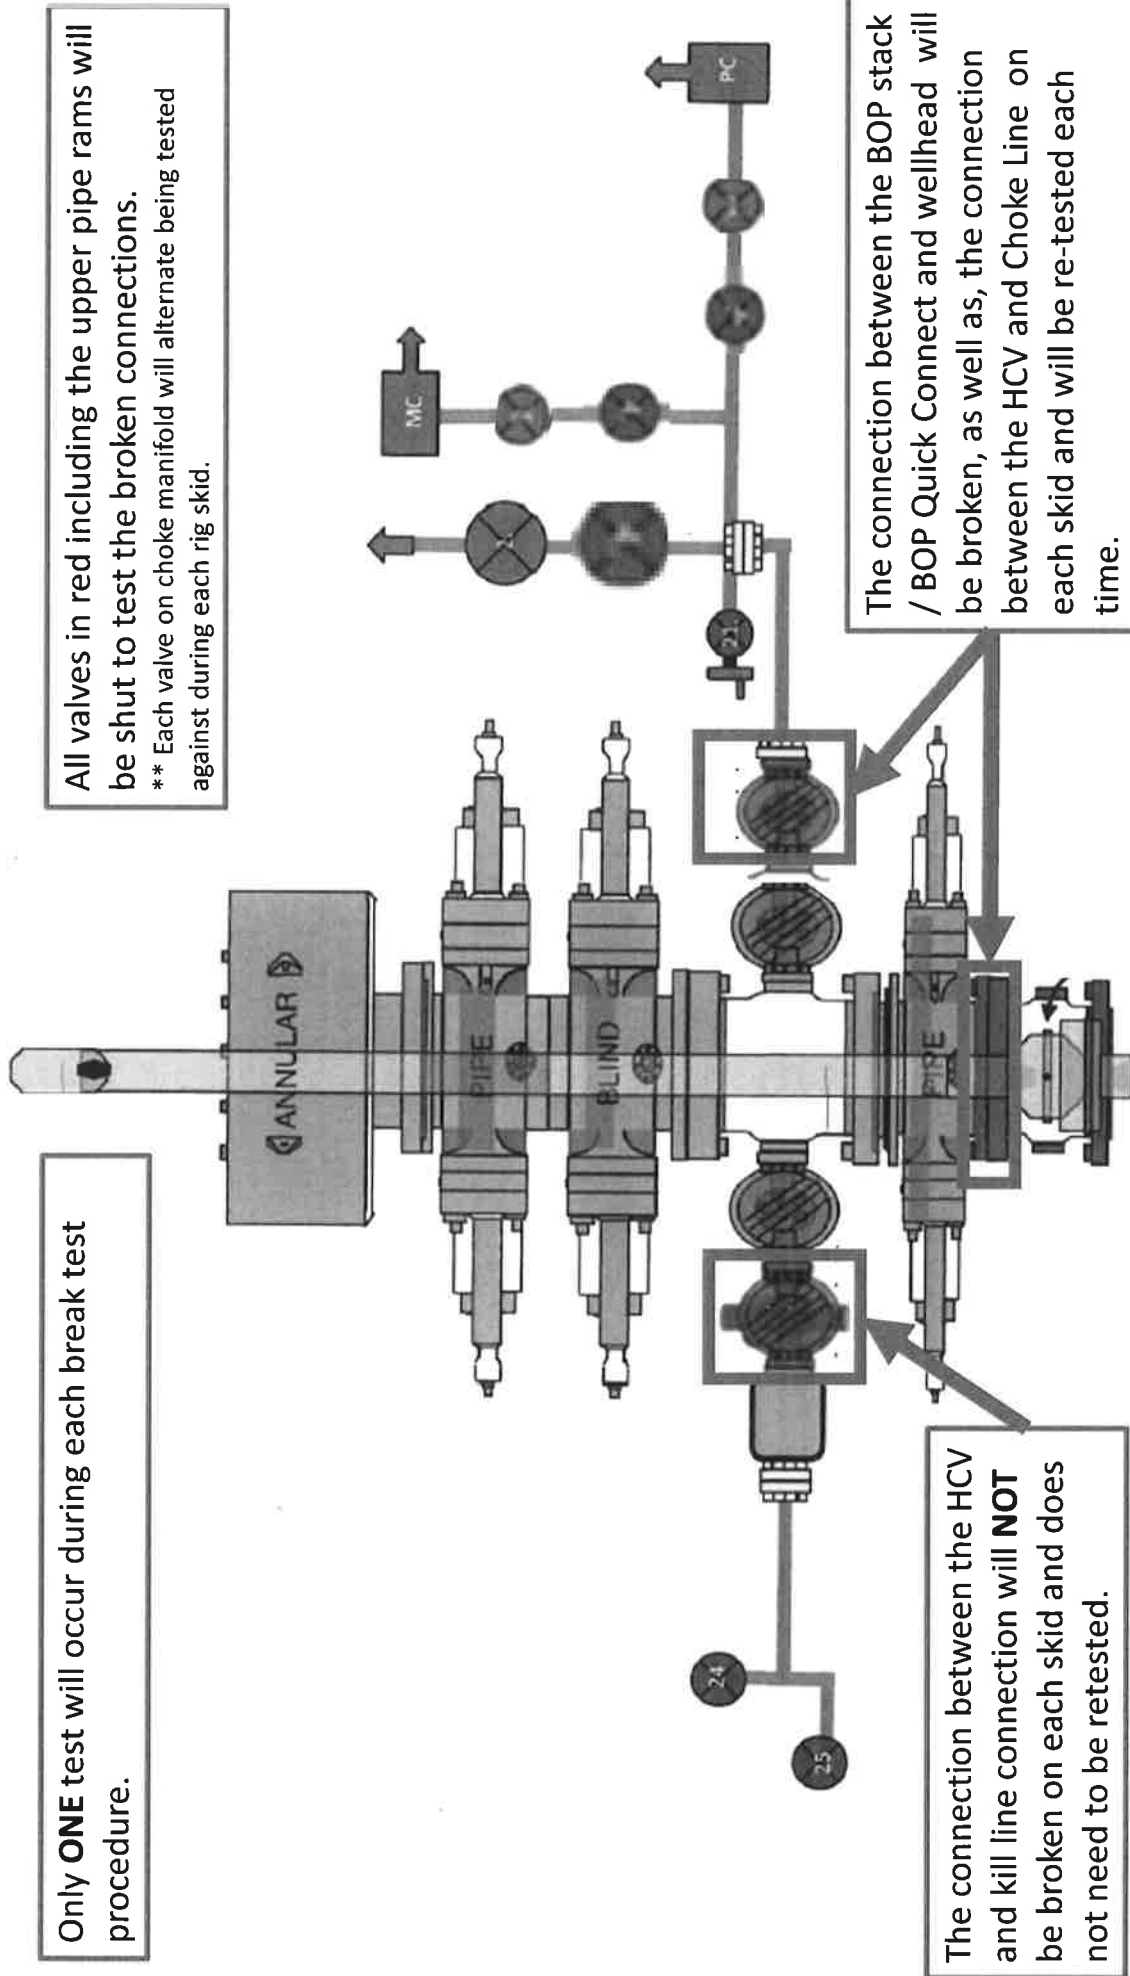 Only ONE test will occur during each break test
procedure.
All valves in red including the upper pipe rams will
be shut to test the broken connections.
** Each valve on choke manifold will alternate being tested
against during each rig skid.
ANNULAR
PIPE
BLIND
PIPE
MC
PC
21
24
25
The connection between the HCV
and kill line connection will NOT
be broken on each skid and does
not need to be retested.
The connection between the BOP stack
/ BOP Quick Connect and wellhead will
be broken, as well as, the connection
between the HCV and Choke Line on
each skid and will be re-tested each
time.